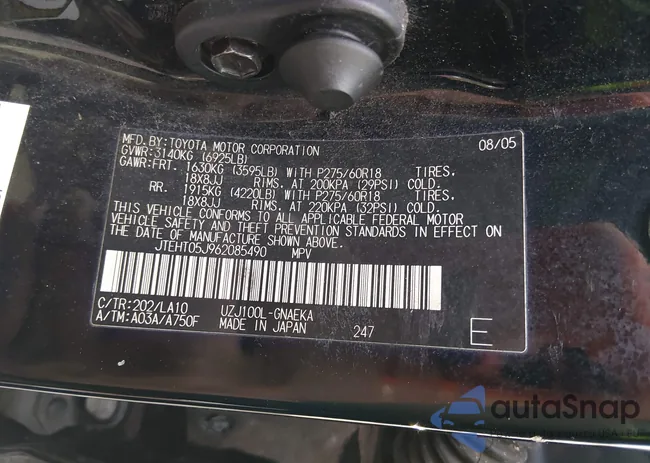 MFD. BY: TOYOTA MOTOR CORPORATION 08/05
GVWR: 3140KG (6925LB)
GAWR: FRT. 1630KG (3595LB) WITH P275/60R18 TIRES.
18X8JJ RIMS. AT 200KPA (29PSI) COLD.
RR. 1915KG (4220LB) WITH P275/60R18 TIRES.
18X8JJ RIMS. AT 220KPA (32PSI) COLD.
THIS VEHICLE CONFORMS TO ALL APPLICABLE FEDERAL MOTOR
VEHICLE SAFETY AND THEFT PREVENTION STANDARDS IN EFFECT ON
THE DATE OF MANUFACTURE SHOWN ABOVE.
JTEHT05J962085490 MPV
C/TR: 202/LA10 UZJ100L-GNAEKA
A/TM: A03A/A750F MADE IN JAPAN 247 E
autaSnap